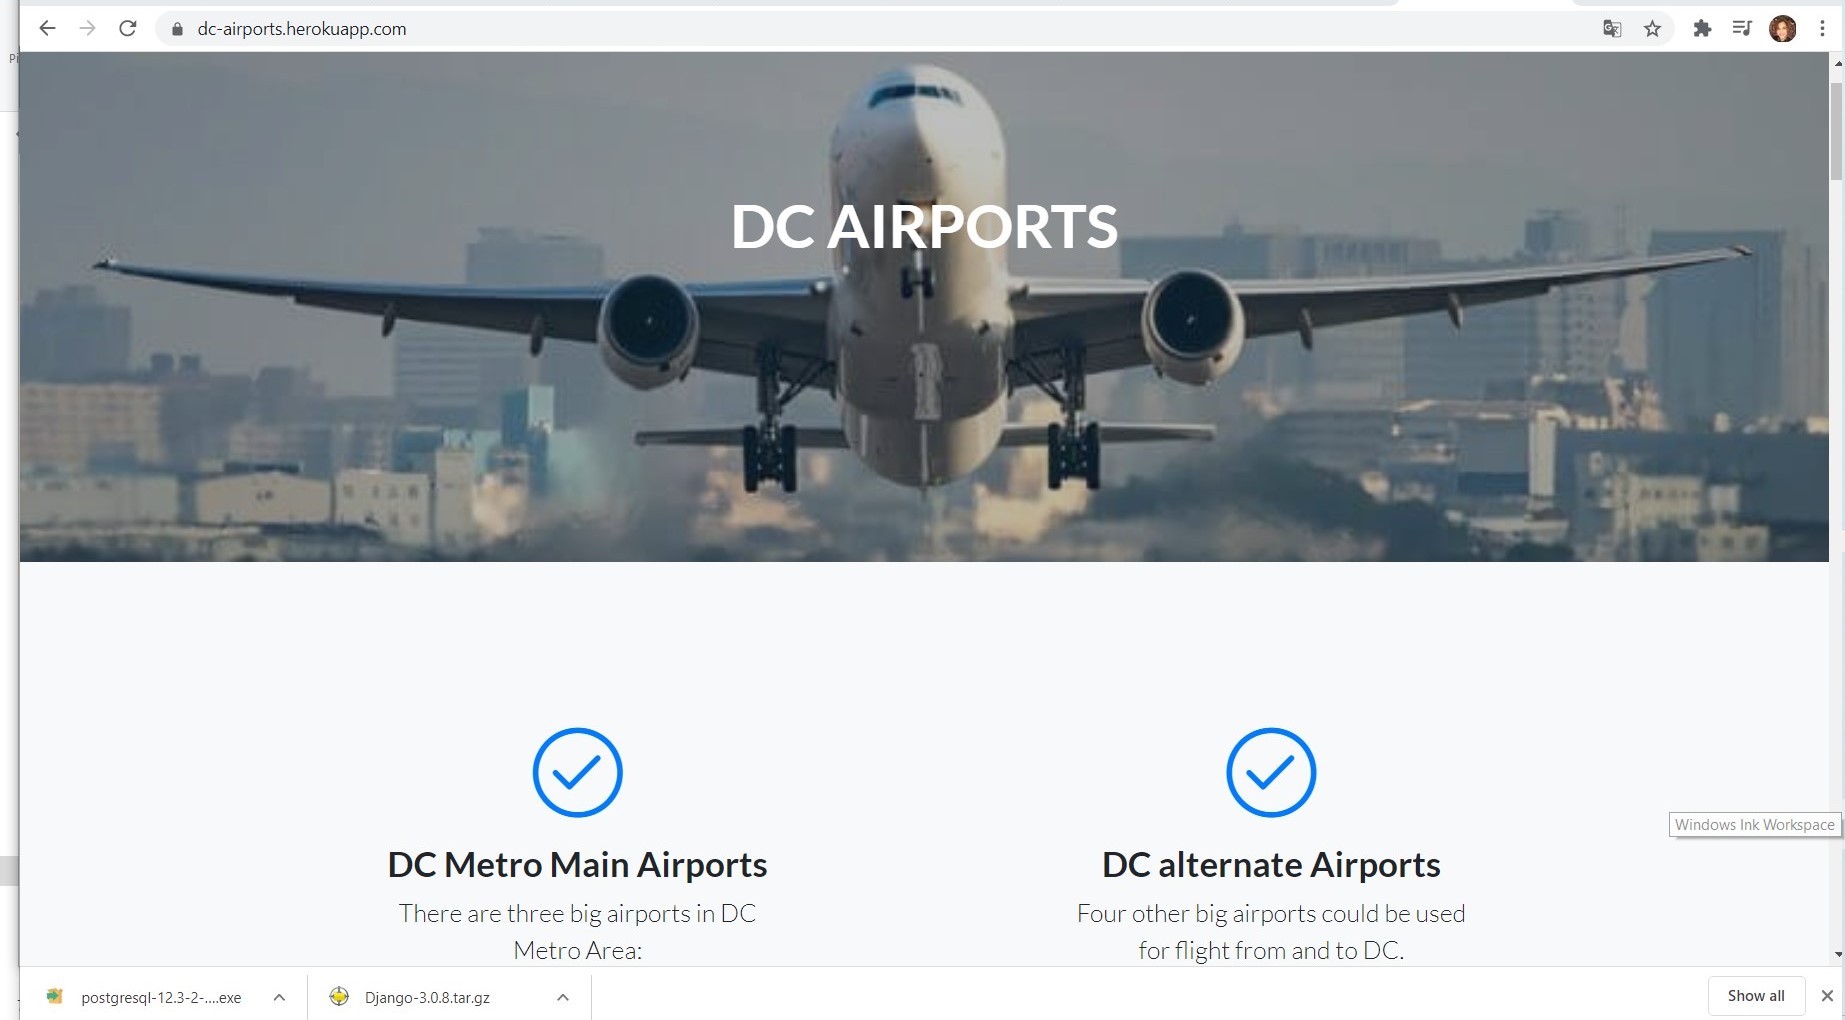 dc-airports.herokuapp.com
Pi
DC AIRPORTS
DC Metro Main Airports
There are three big airports in DC
Metro Area:
DC alternate Airports
Four other big airports could be used
for flight from and to DC.
Windows Ink Workspace
postgresql-12.3-2-....exe
Django-3.0.8.tar.gz
Show all